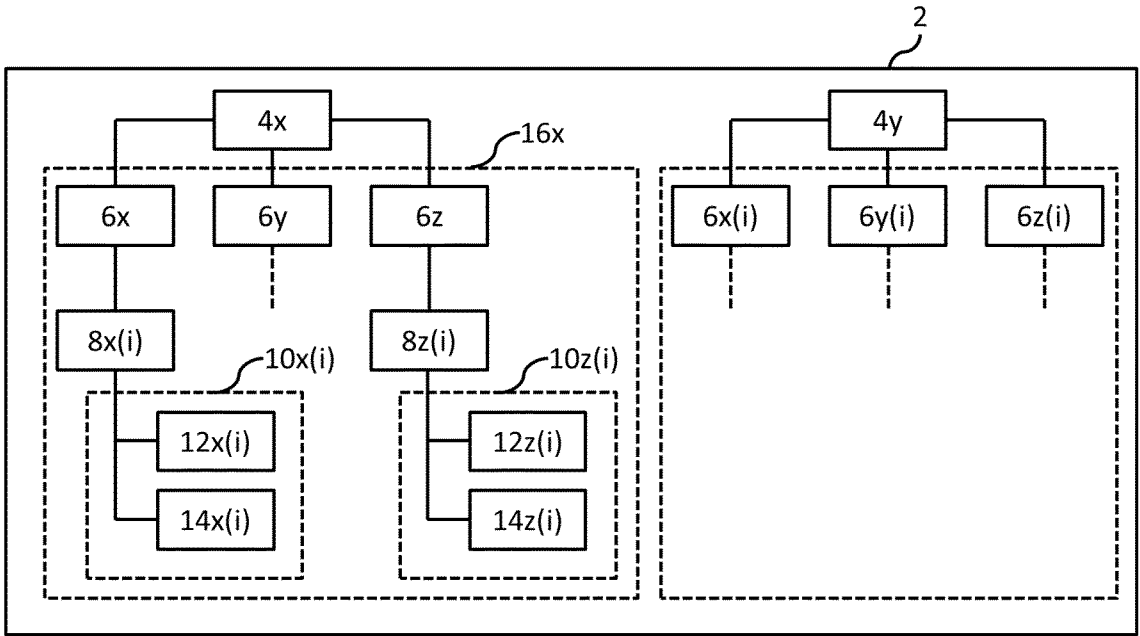 2
4x
4y
16x
6x
6y
6z
6x(i)
6y(i)
6z(i)
8x(i)
8z(i)
10x(i)
10z(i)
12x(i)
12z(i)
14x(i)
14z(i)